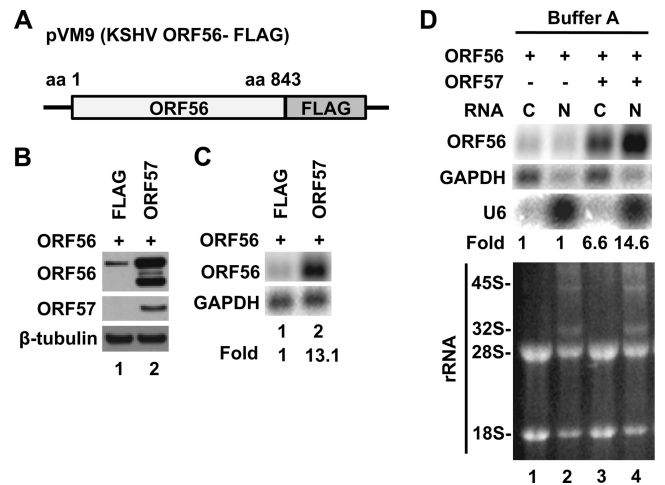 A
pVM9 (KSHV ORF56- FLAG)
aa 1 aa 843
ORF56 FLAG
B
FLAG ORF57
ORF56 + +
ORF56
ORF57
β-tubulin
1 2
C
FLAG ORF57
ORF56 + +
ORF56
GAPDH
1 2
Fold 1 13.1
D
Buffer A
ORF56 + + + +
ORF57 - - + +
RNA C N C N
ORF56
GAPDH
U6
Fold 1 1 6.6 14.6
rRNA
45S-
32S-
28S-
18S-
1 2 3 4